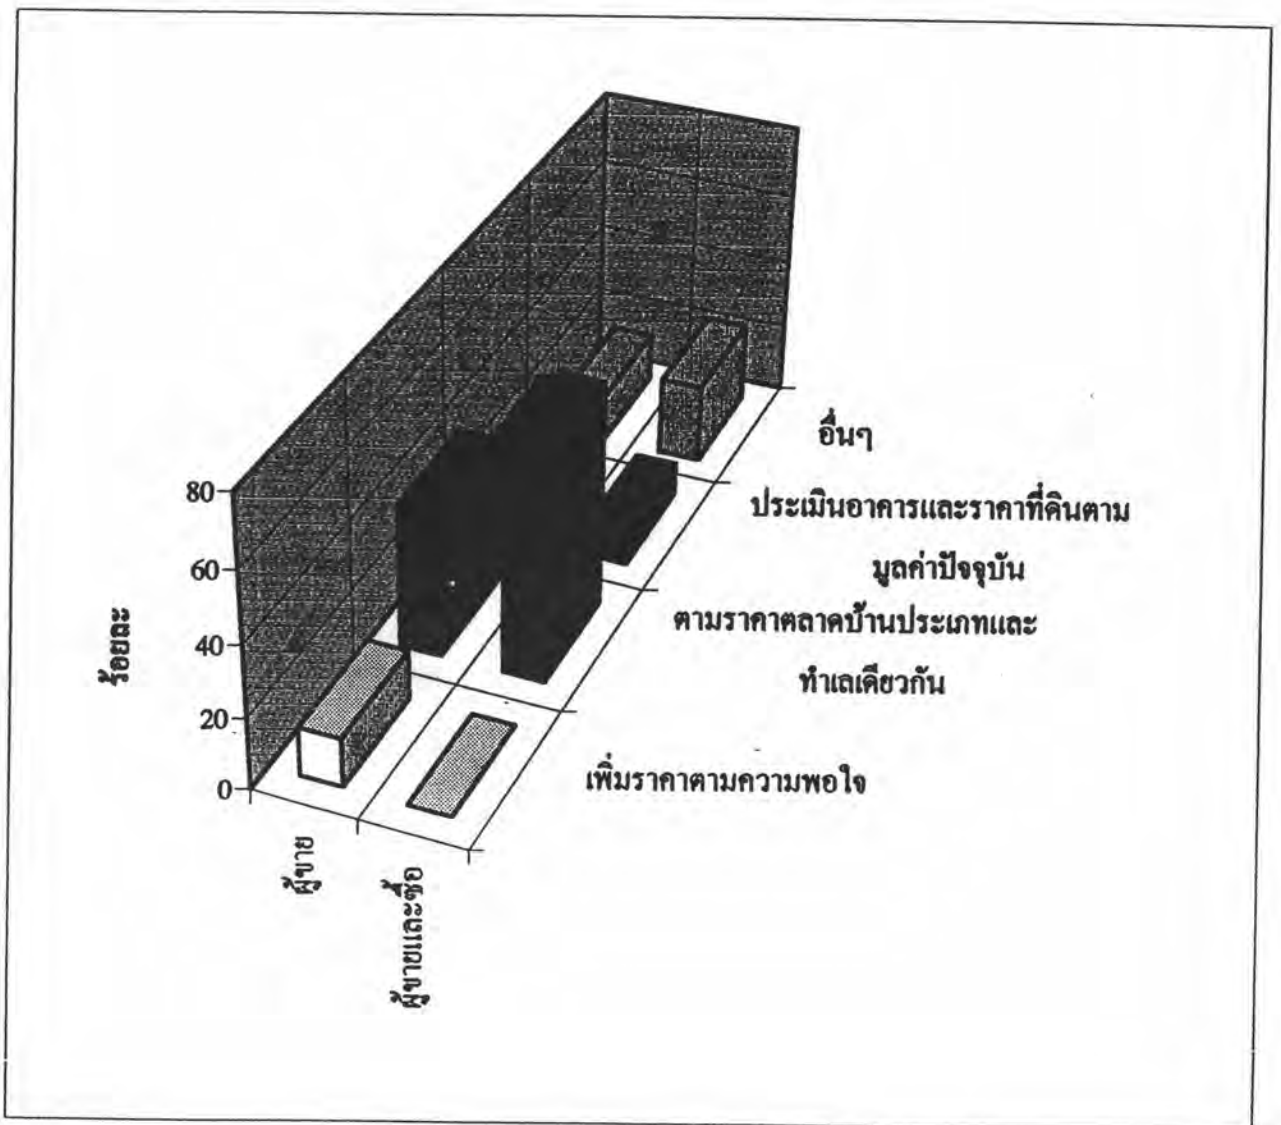 80
60
40
20
0
ร้อยละ
ผู้ขาย
ผู้ขายและซื้อ
อื่นๆ
ประเมินอาคารและราคาที่ดินตาม
มูลค่าปัจจุบัน
ตามราคาตลาดบ้านประเภทและ
ทำเลเดียวกัน
เพิ่มราคาตามความพอใจ